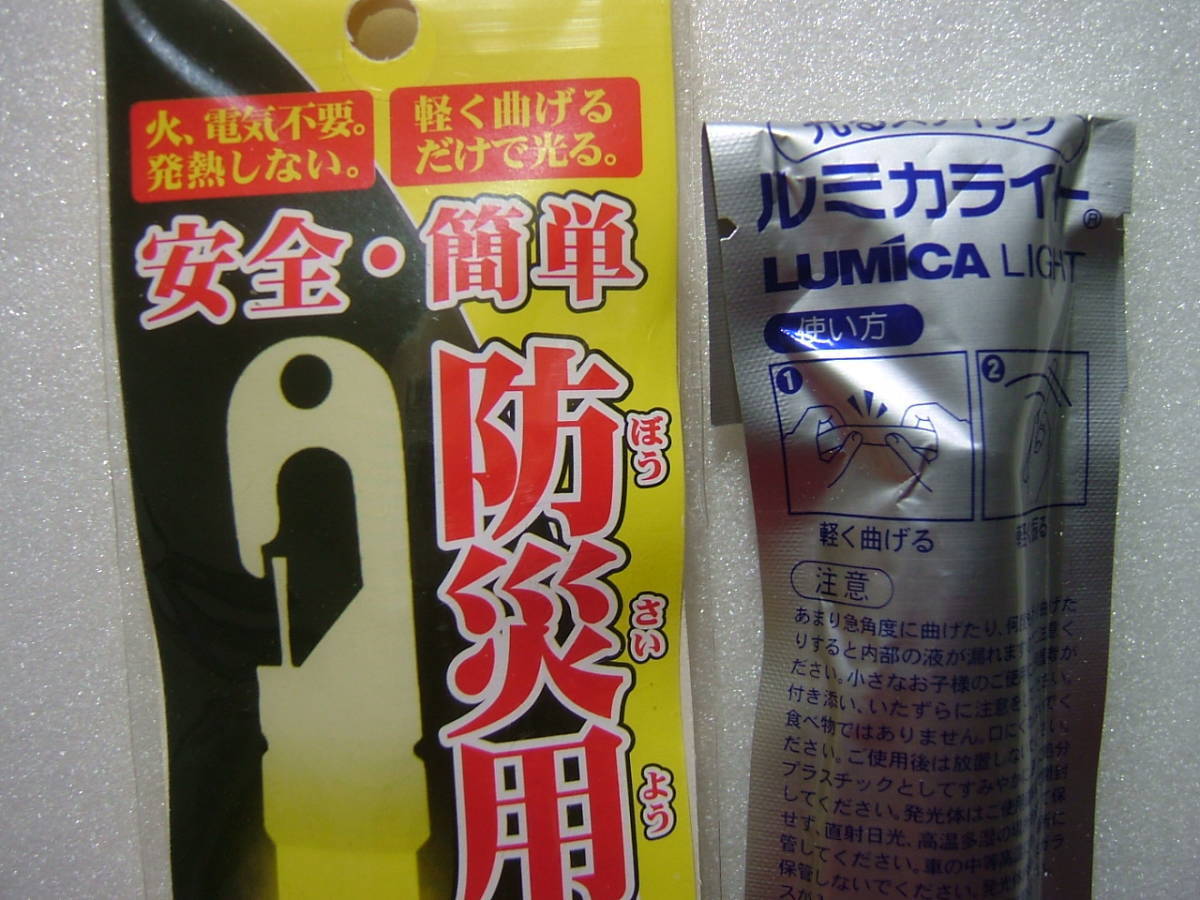 火、電気不要。
発熱しない。
軽く曲げる
だけで光る。
安全・簡単
防災用
ぼうさいよう
ルミカライト®
LUMICA LIGHT
使い方
1
2
軽く曲げる
軽く振る
注意
あまり急角度に曲げたり、何
りすると内部の液が漏れます
ださい。小さなお子様のご使
付き添い、いたずらに注意
食べ物ではありません。口に
ださい。ご使用後は放置しない
プラスチックとしてすみやかに
してください。発光体はご使
せず、直射日光、高温多湿の
管してください。車の中等高
保管しないでください。発光